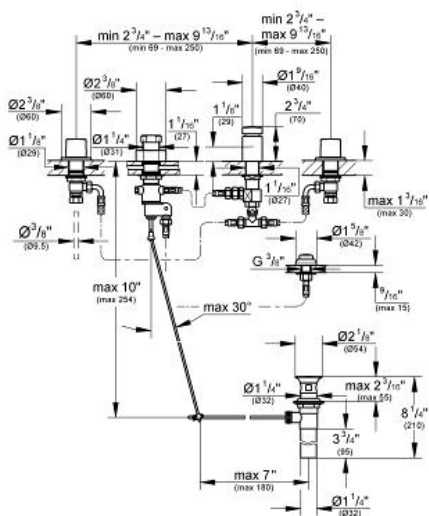 min 2 3/4" – max 9 13/16"
(min 69 - max 250)
min 2 3/4" –
max 9 13/16"
(min 69 - max 250)
Ø2 3/8"
(Ø60)
Ø2 3/8"
(Ø60)
Ø1 9/16"
(Ø40)
Ø1 1/8"
(Ø29)
Ø1 1/4"
(Ø31)
1 1/16"
(27)
1 1/8"
(29)
2 3/4"
(70)
1 1/16"
(Ø27)
max 1 3/16"
(max 30)
Ø3/8"
(Ø9.5)
Ø1 5/8"
(Ø42)
G 3/8"
9/16"
(max 15)
max 10"
(max 254)
max 30°
Ø2 1/8"
(Ø54)
Ø1 1/4"
(Ø32)
max 2 3/16"
(max 55)
8 1/4"
(210)
3 3/4"
(95)
max 7"
(max 180)
Ø1 1/4"
(Ø32)